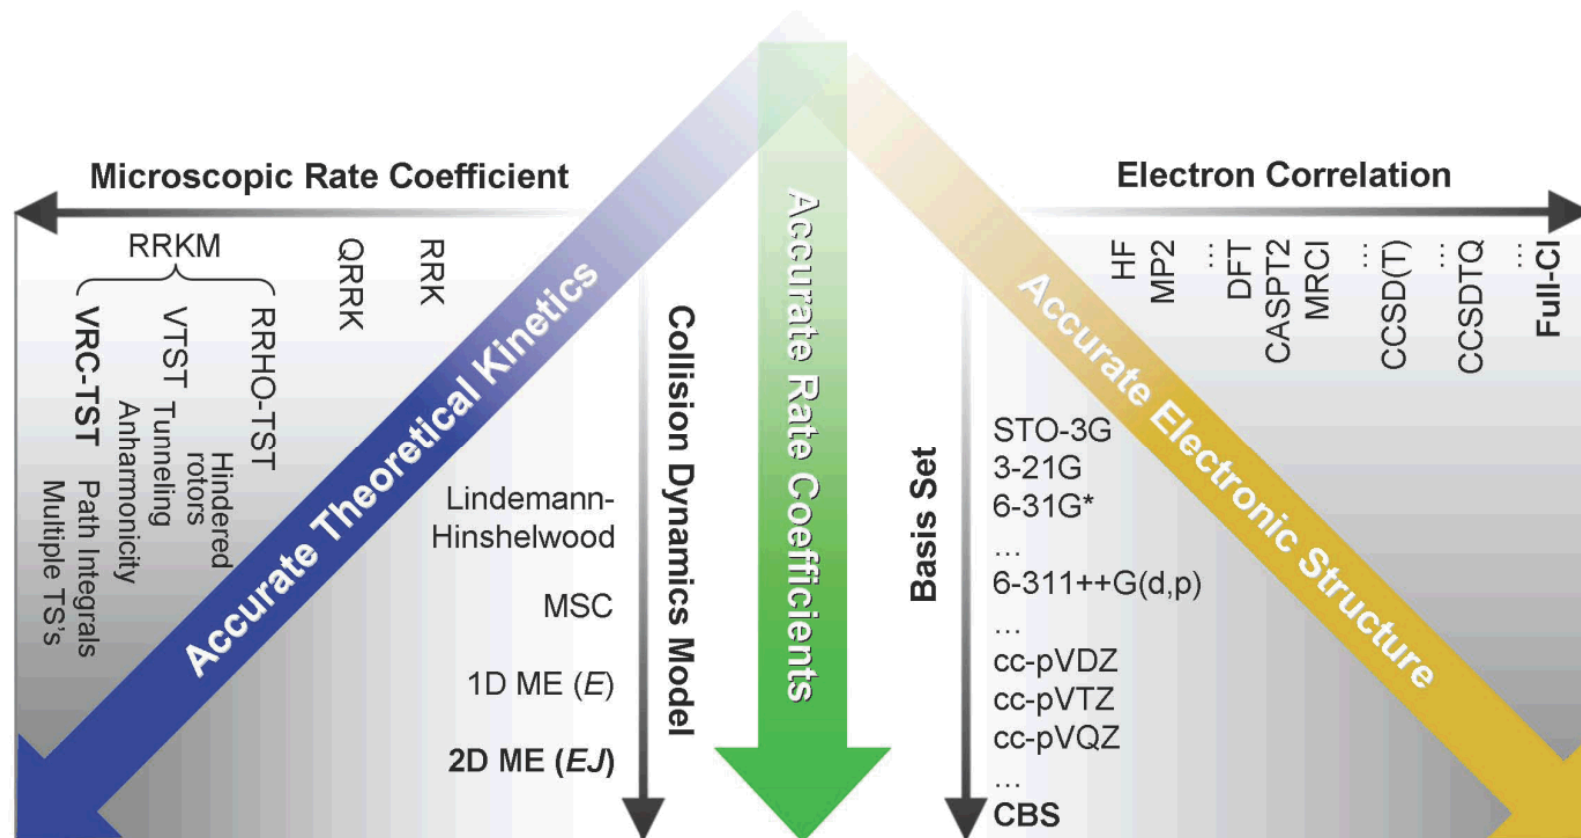 Microscopic Rate Coefficient
Electron Correlation
RRKM
QRRK
RRK
VRC-TST
VTST
RRHO-TST
Tunneling
Anharmonicity
Hindered
rotors
Path Integrals
Multiple TS's
Accurate Theoretical Kinetics
Collision Dynamics Model
Lindemann-
Hinshelwood
MSC
1D ME (E)
2D ME (EJ)
Accurate Rate Coefficients
Basis Set
STO-3G
3-21G
6-31G*
...
6-311++G(d,p)
...
cc-pVDZ
cc-pVTZ
cc-pVQZ
...
CBS
Accurate Electronic Structure
HF
MP2
...
DFT
CASPT2
MRCI
...
CCSD(T)
...
CCSDTQ
...
Full-CI